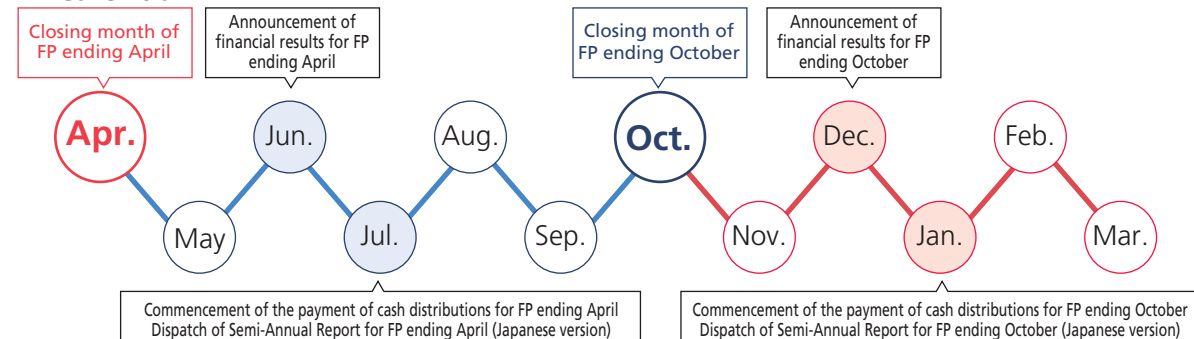 Closing month of
FP ending April
Announcement of
financial results for FP
ending April
Closing month of
FP ending October
Announcement of
financial results for FP
ending October
Apr.
Jun.
Aug.
Oct.
Dec.
Feb.
May
Jul.
Sep.
Nov.
Jan.
Mar.
Commencement of the payment of cash distributions for FP ending April
Dispatch of Semi-Annual Report for FP ending April (Japanese version)
Commencement of the payment of cash distributions for FP ending October
Dispatch of Semi-Annual Report for FP ending October (Japanese version)